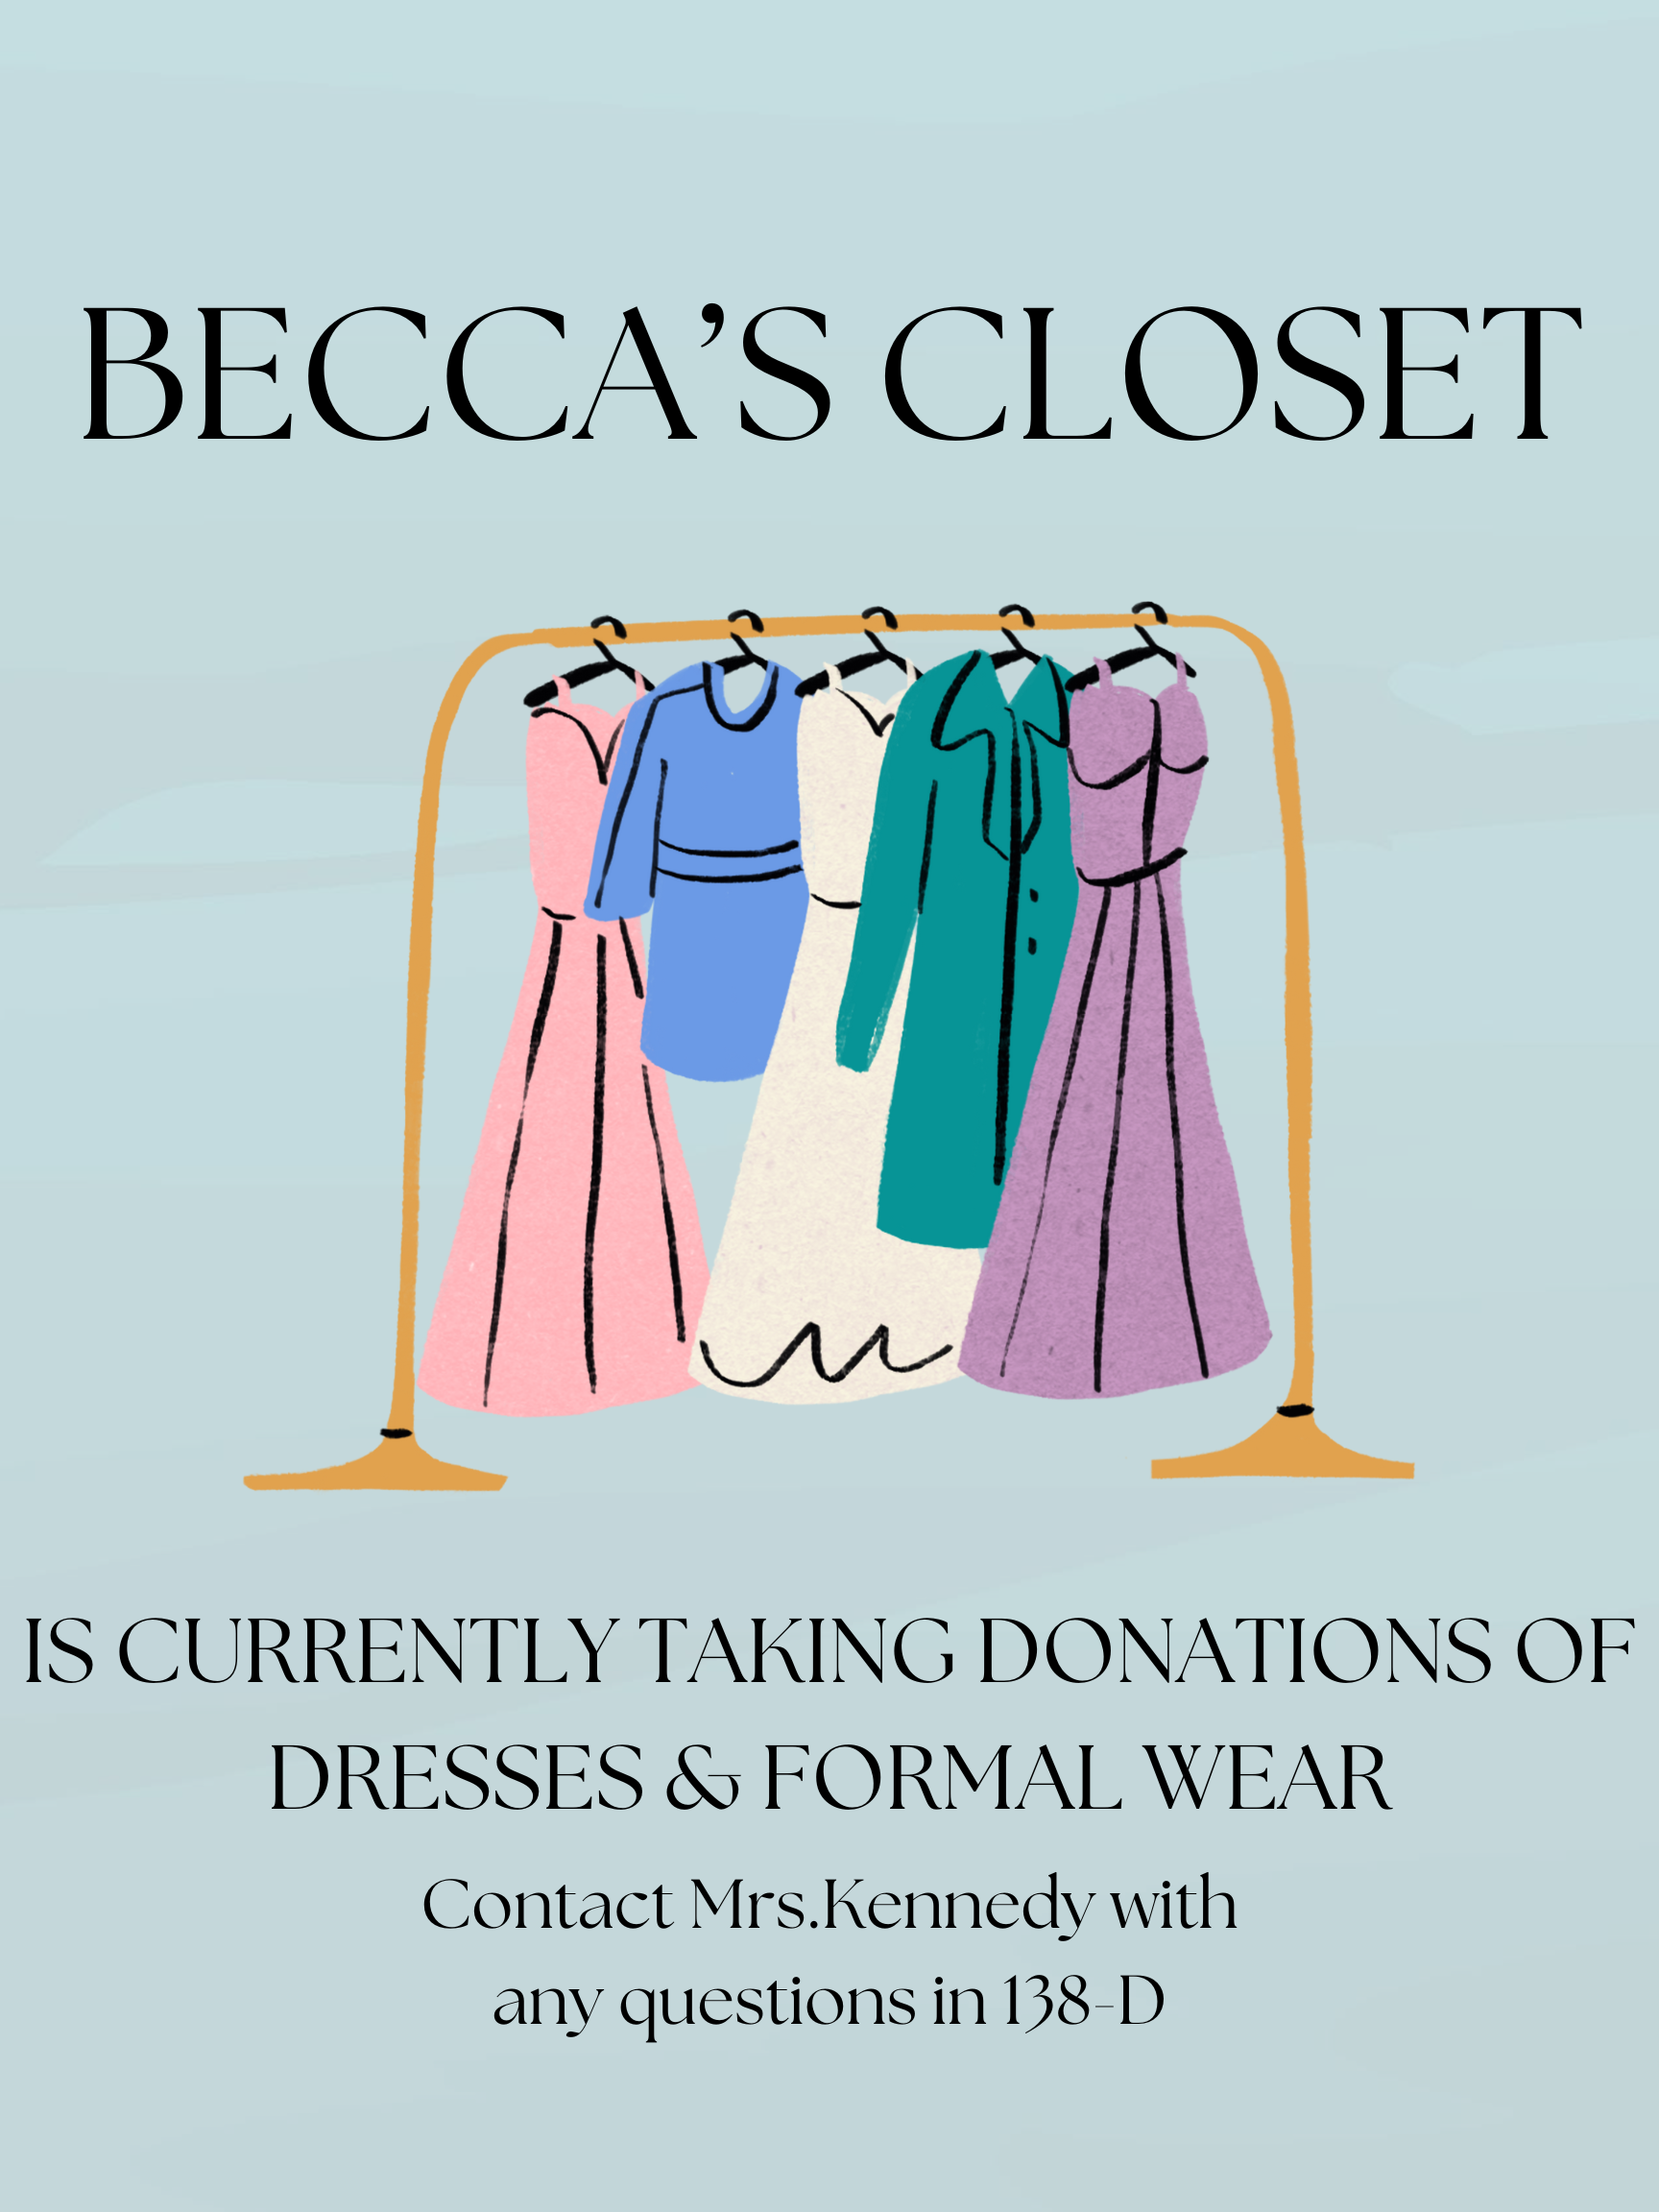 BECCA’S CLOSET
IS CURRENTLY TAKING DONATIONS OF
DRESSES & FORMAL WEAR
Contact Mrs.Kennedy with
any questions in 138-D